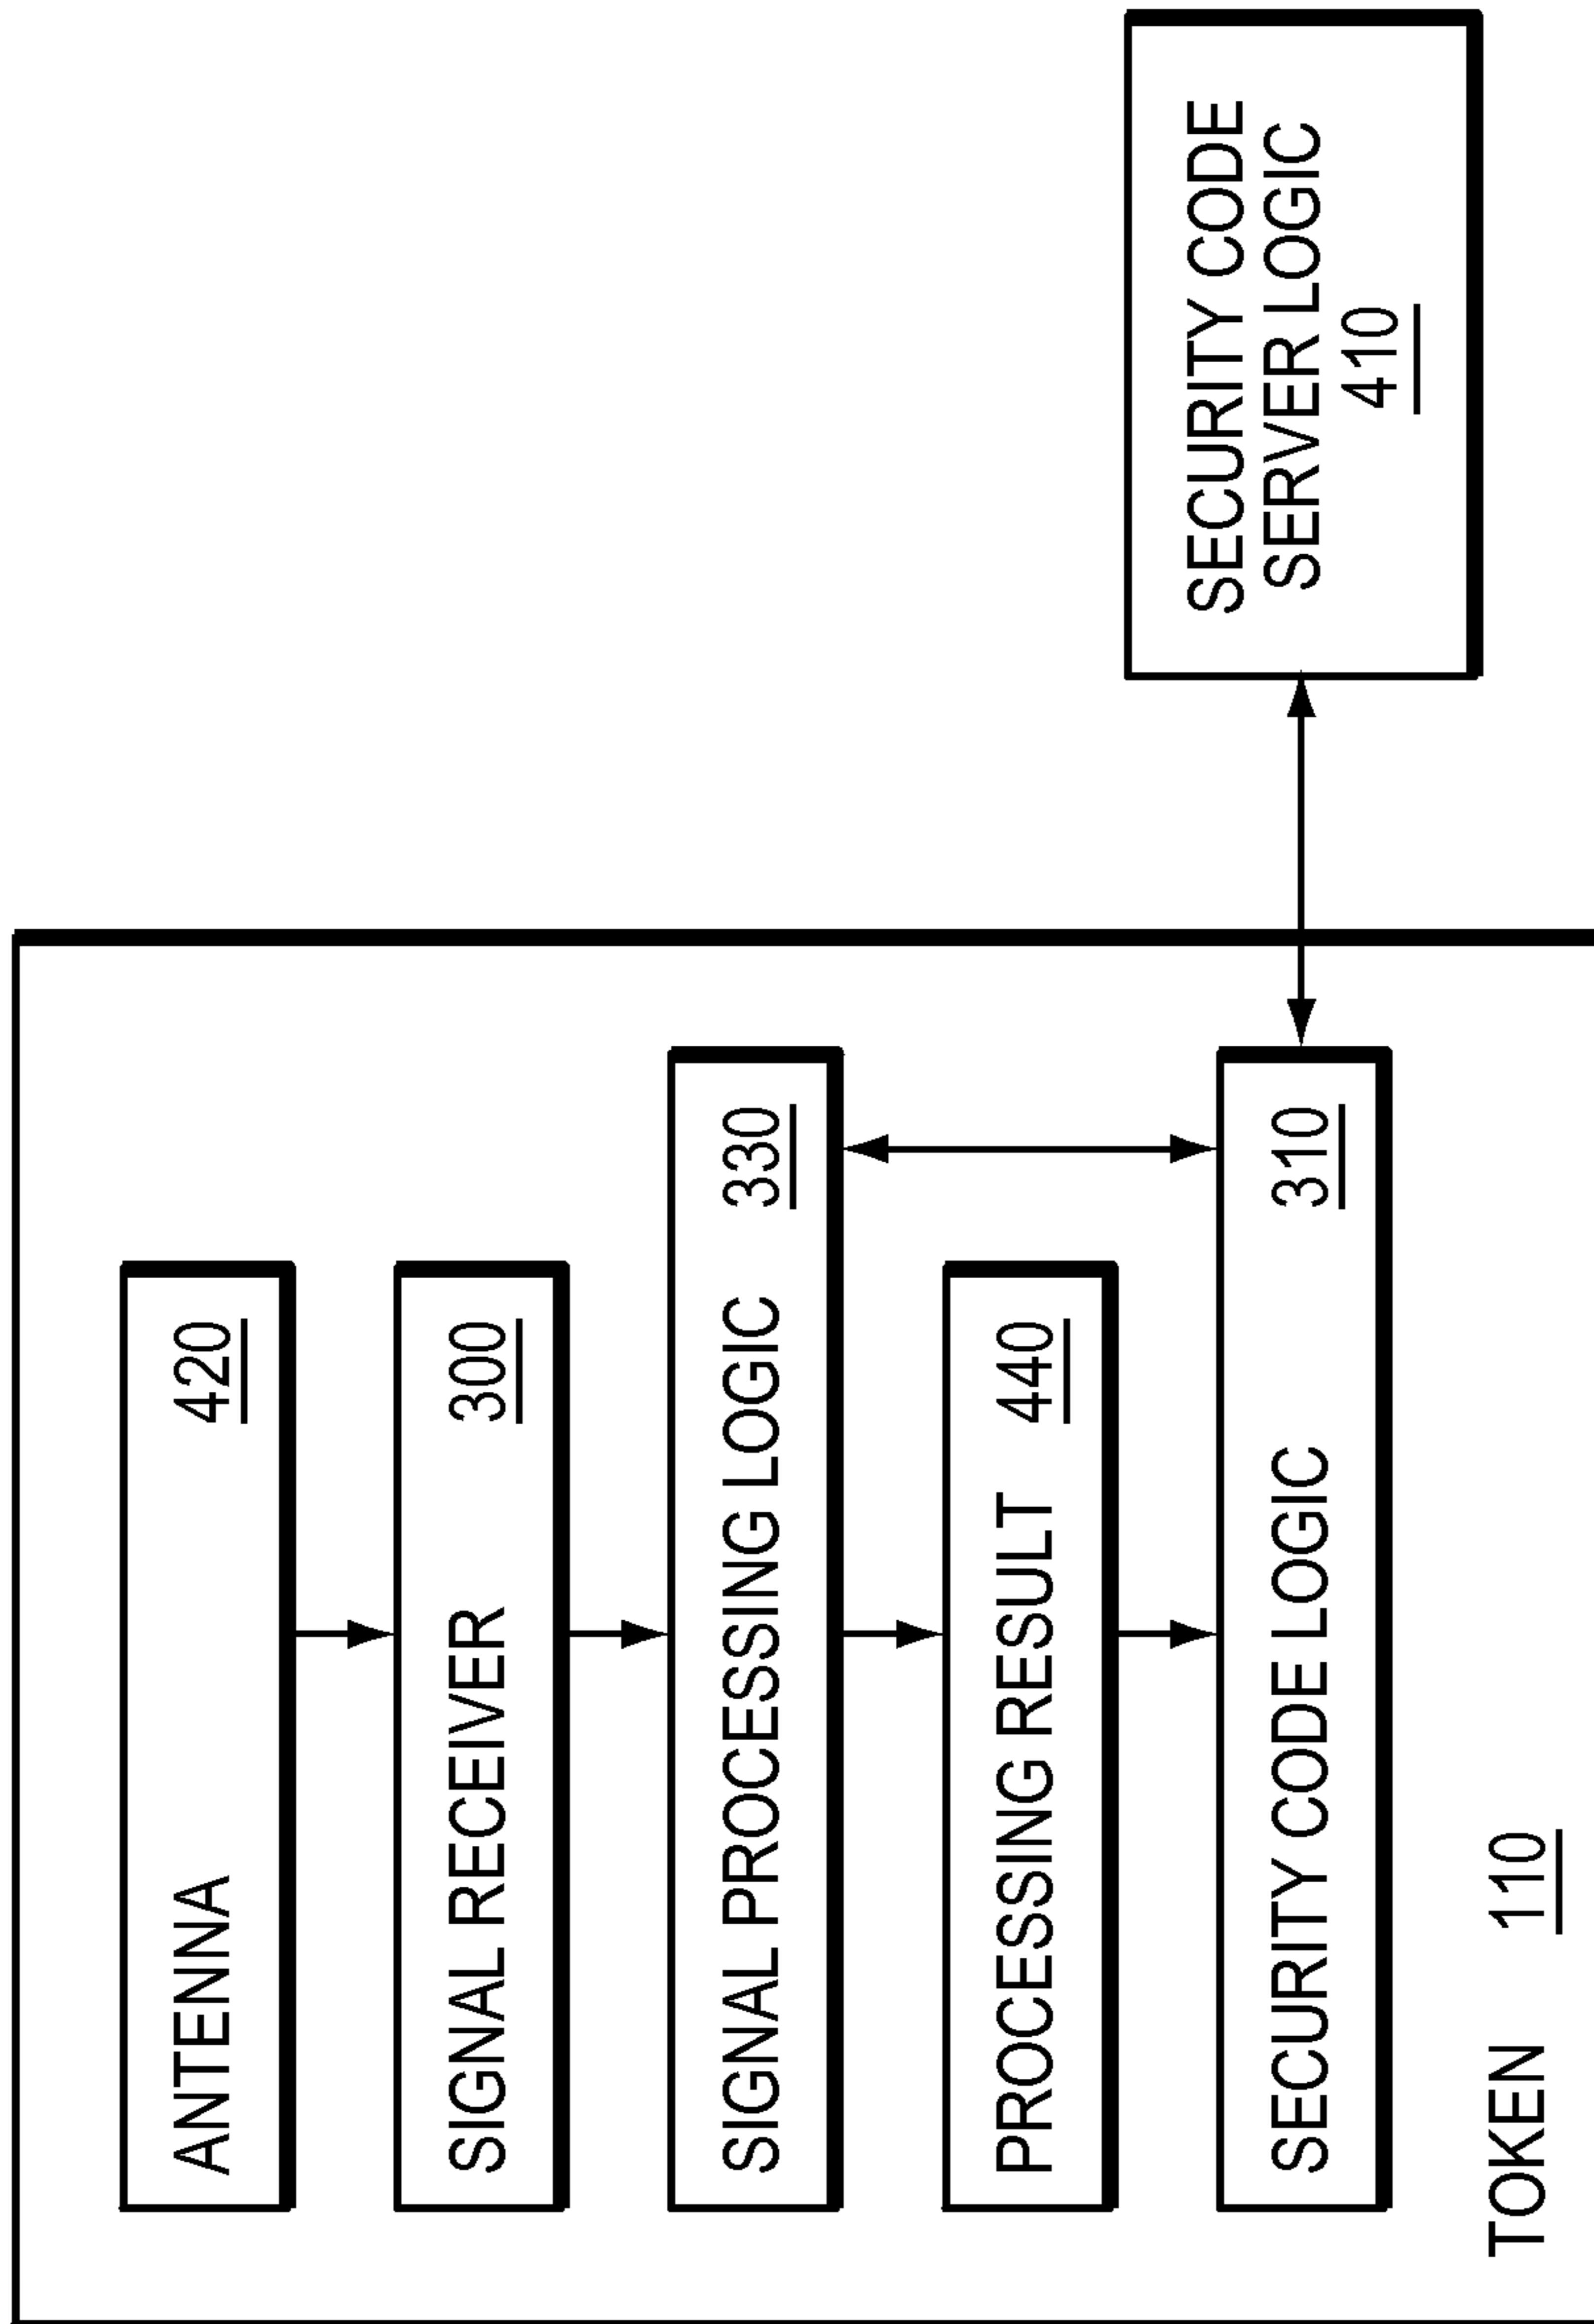 ANTENNA 420
SIGNAL RECEIVER 300
SIGNAL PROCESSING LOGIC 330
PROCESSING RESULT 440
SECURITY CODE LOGIC 310
TOKEN 110
SECURITY CODE
SERVER LOGIC
410